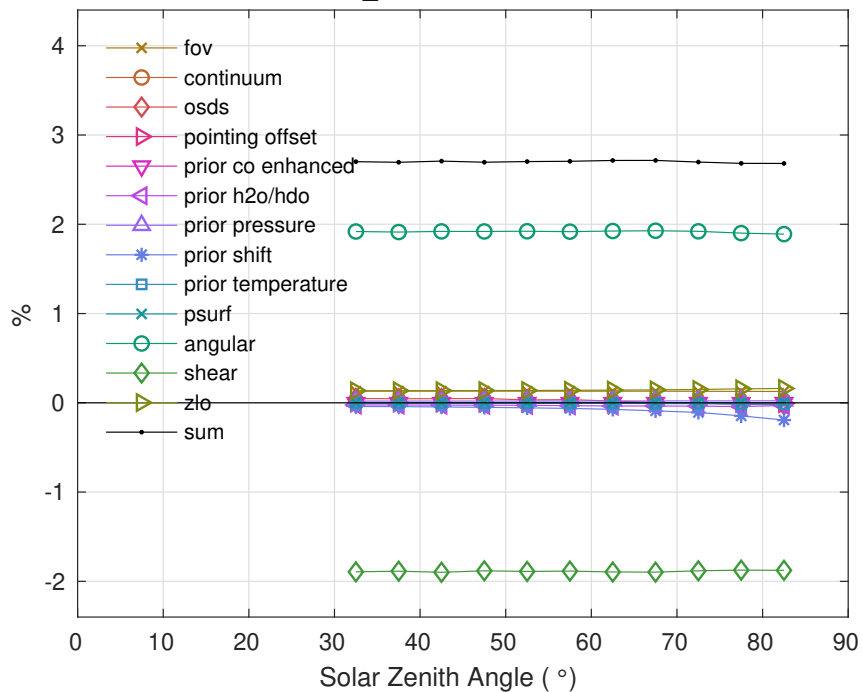 4
3
2
1
0
-1
-2
%
fov
continuum
osds
pointing offset
prior co enhanced
prior h2o/hdo
prior pressure
prior shift
prior temperature
psurf
angular
shear
zlo
sum
0 10 20 30 40 50 60 70 80 90
Solar Zenith Angle ( °)